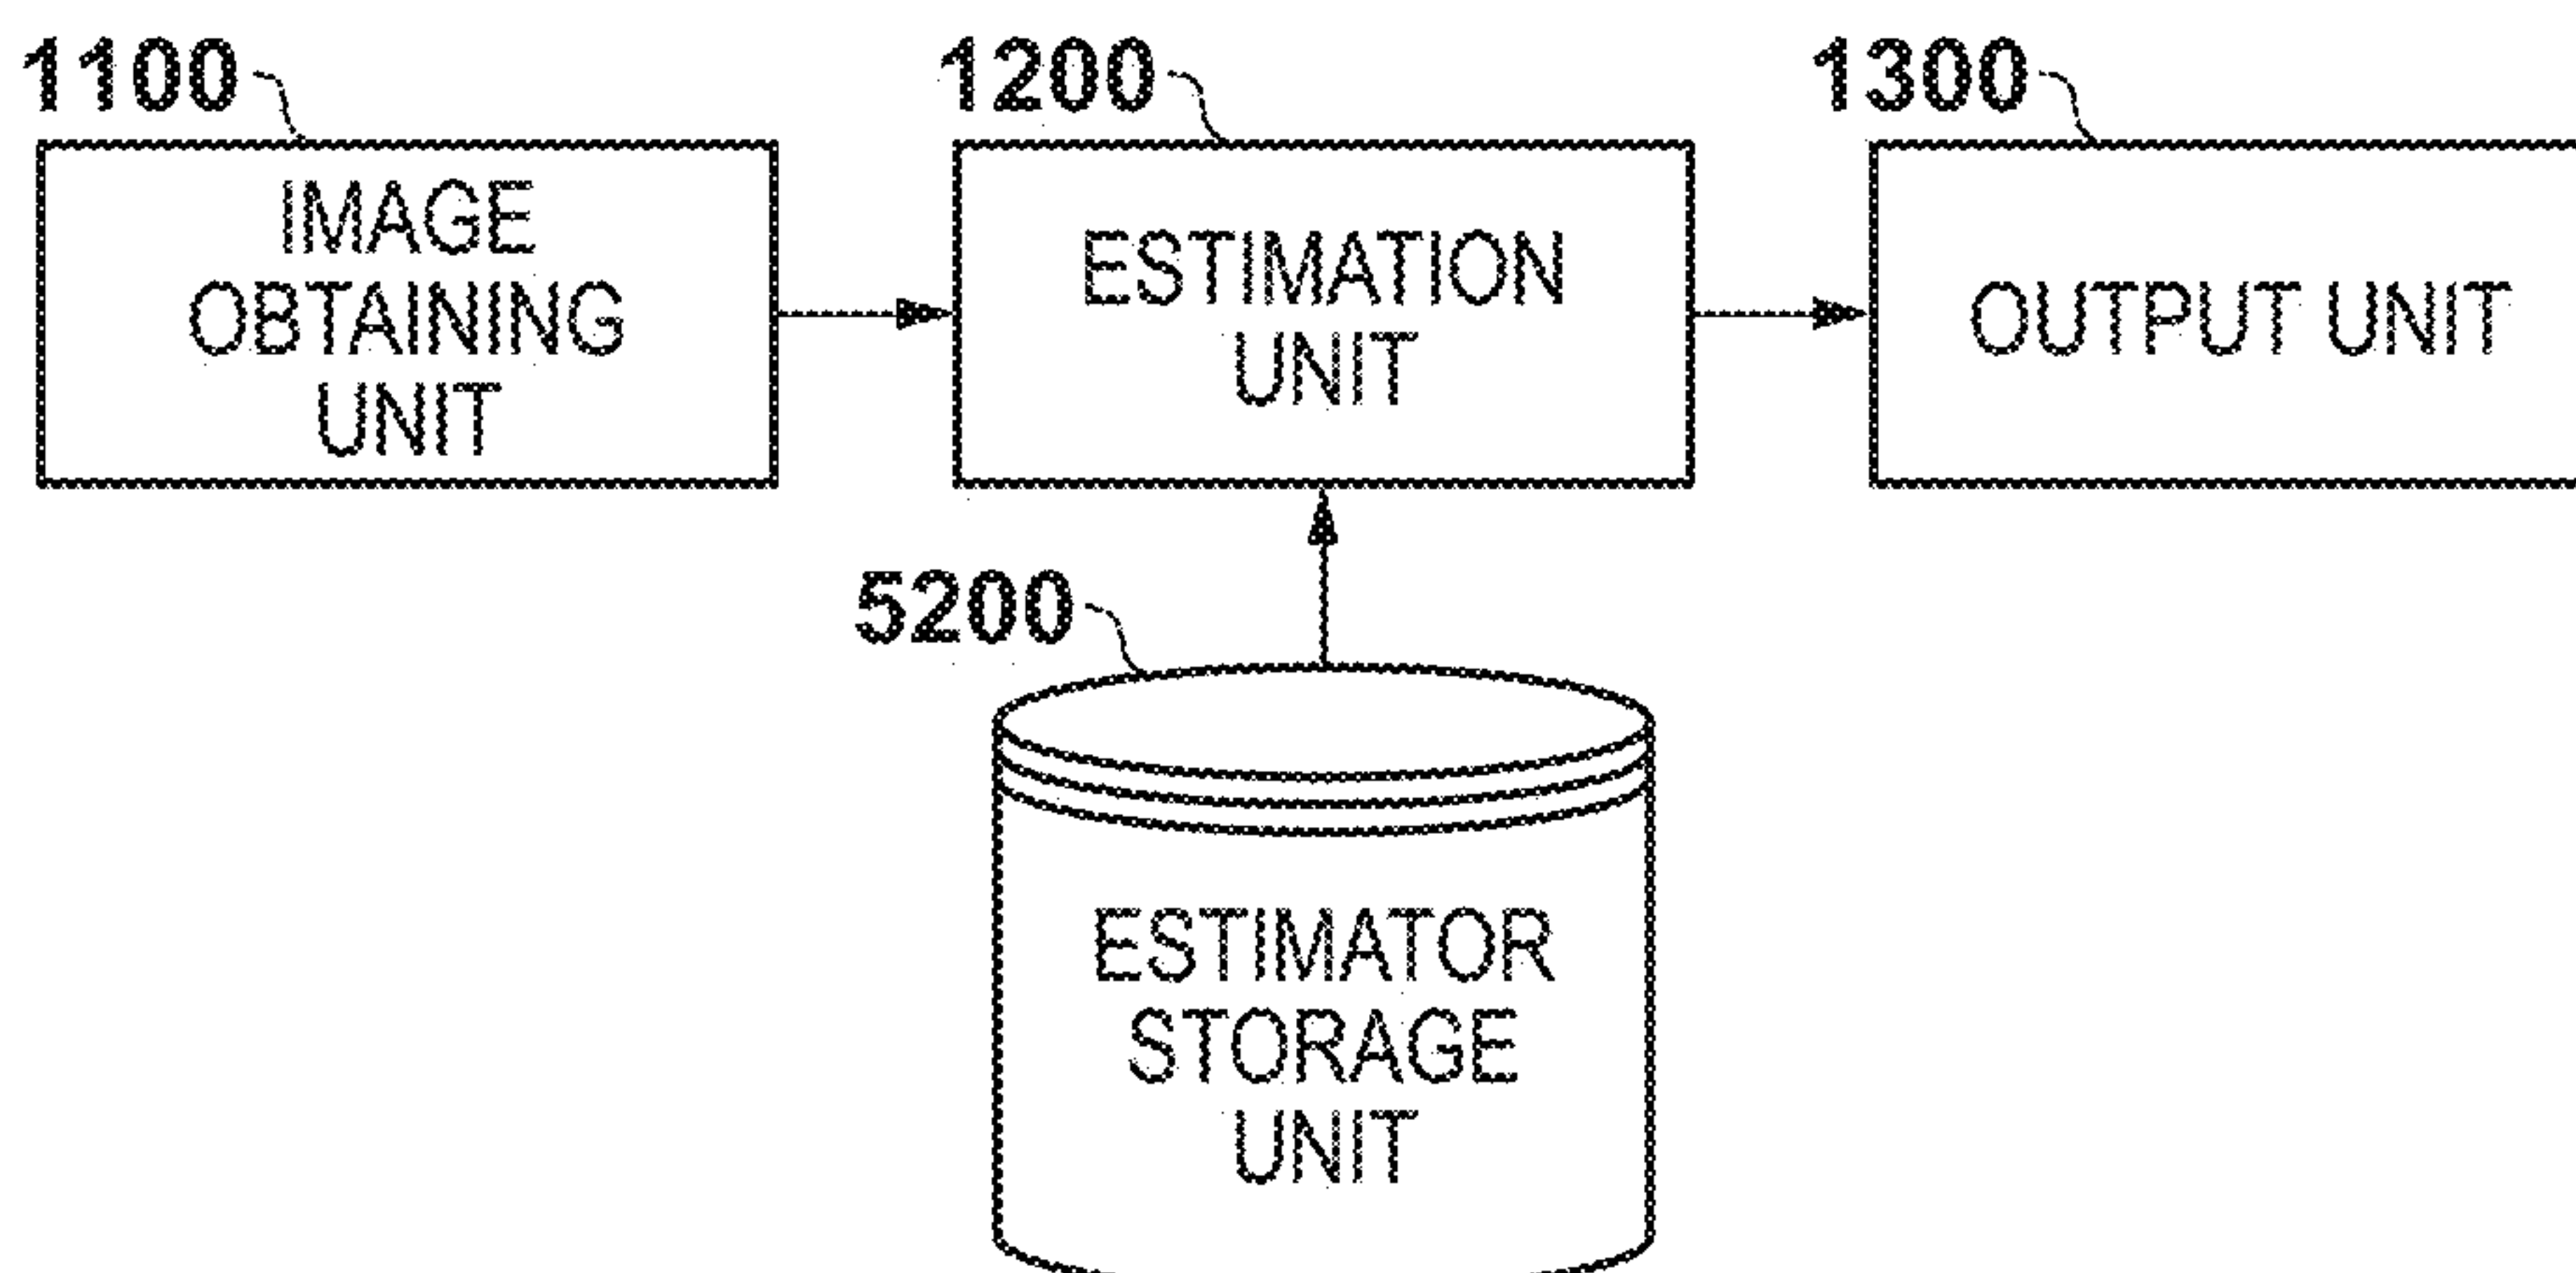 1100
1200
1300
IMAGE
OBTAINING
UNIT
ESTIMATION
UNIT
OUTPUT UNIT
5200
ESTIMATOR
STORAGE
UNIT